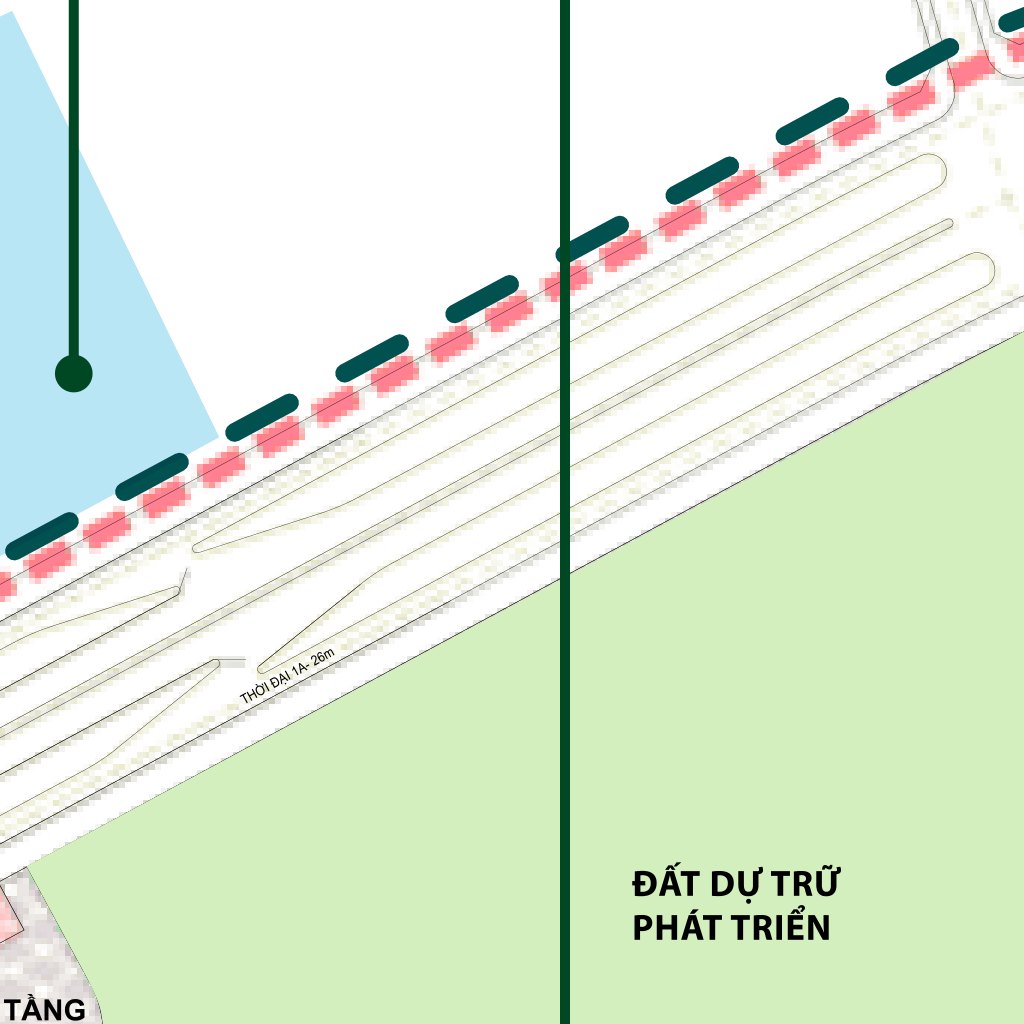 THỜI ĐẠI 1A- 26m
ĐẤT DỰ TRỮ
PHÁT TRIỂN
TẦNG